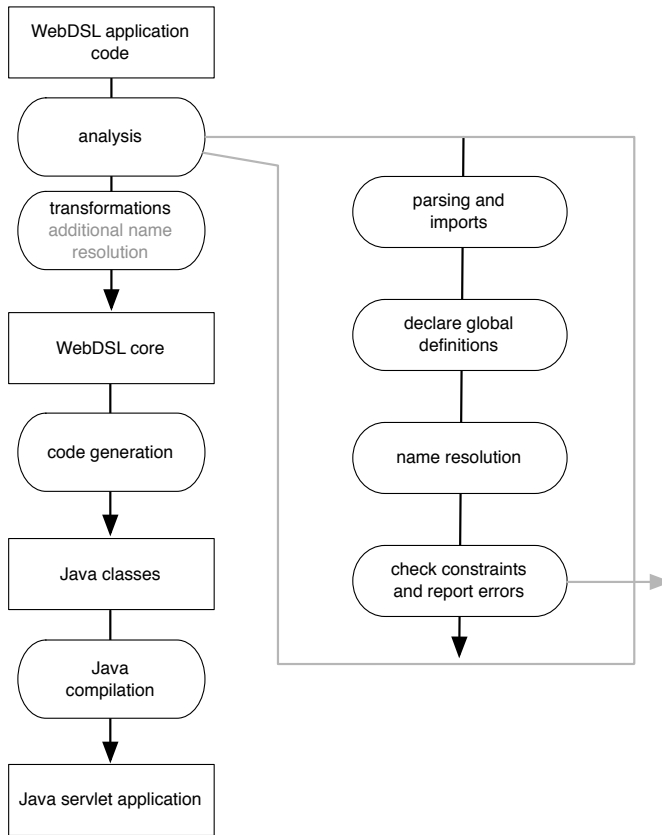 WebDSL application
code
analysis
transformations
additional name
resolution
WebDSL core
code generation
Java classes
Java
compilation
Java servlet application
parsing and
imports
declare global
definitions
name resolution
check constraints
and report errors